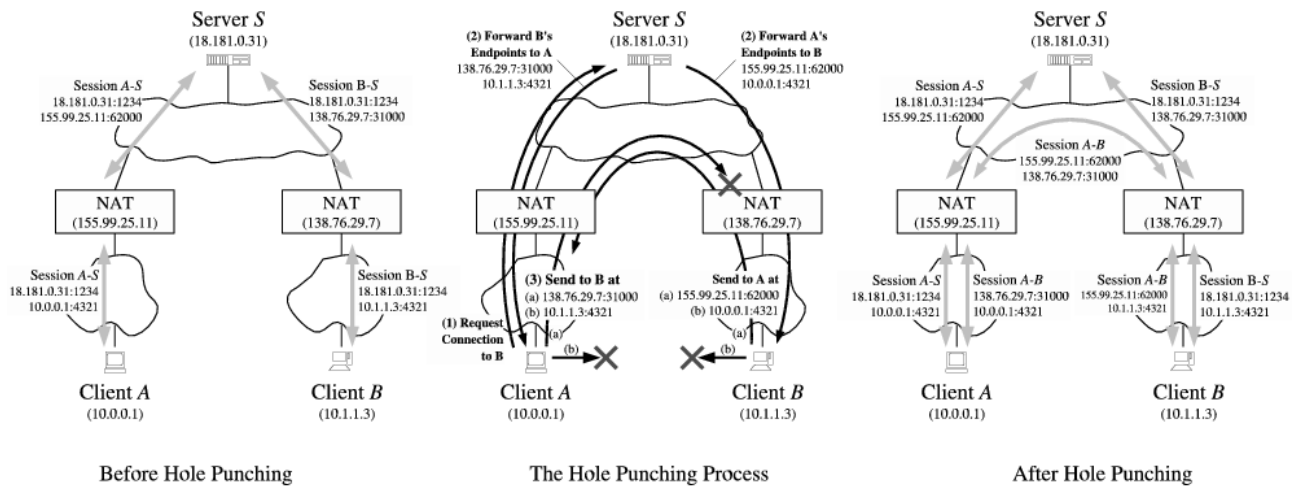 Server S
(18.181.0.31)
Session A-S
18.181.0.31:1234
155.99.25.11:62000
Session B-S
18.181.0.31:1234
138.76.29.7:31000
NAT
(155.99.25.11)
NAT
(138.76.29.7)
Session A-S
18.181.0.31:1234
10.0.0.1:4321
Session B-S
18.181.0.31:1234
10.1.1.3:4321
Client A
(10.0.0.1)
Client B
(10.1.1.3)
Before Hole Punching
Server S
(18.181.0.31)
(2) Forward B's
Endpoints to A
138.76.29.7:31000
10.1.1.3:4321
(2) Forward A's
Endpoints to B
155.99.25.11:62000
10.0.0.1:4321
NAT
(155.99.25.11)
NAT
(138.76.29.7)
(3) Send to B at
(a) 138.76.29.7:31000
(b) 10.1.1.3:4321
Send to A at
(a) 155.99.25.11:62000
(b) 10.0.0.1:4321
(1) Request
Connection
to B
(a)
(b)
(a)
(b)
Client A
(10.0.0.1)
Client B
(10.1.1.3)
The Hole Punching Process
Server S
(18.181.0.31)
Session A-S
18.181.0.31:1234
155.99.25.11:62000
Session B-S
18.181.0.31:1234
138.76.29.7:31000
Session A-B
155.99.25.11:62000
138.76.29.7:31000
NAT
(155.99.25.11)
NAT
(138.76.29.7)
Session A-S
18.181.0.31:1234
10.0.0.1:4321
Session A-B
138.76.29.7:31000
10.0.0.1:4321
Session A-B
155.99.25.11:62000
10.1.1.3:4321
Session B-S
18.181.0.31:1234
10.1.1.3:4321
Client A
(10.0.0.1)
Client B
(10.1.1.3)
After Hole Punching